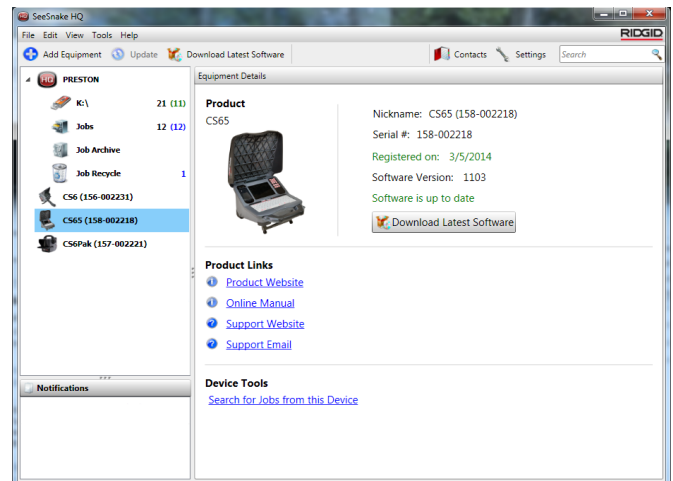 SeeSnake HQ
File Edit View Tools Help
RIDGID
Add Equipment Update Download Latest Software Contacts Settings Search
HQ PRESTON
K:\ 21 (11)
Jobs 12 (12)
Job Archive
Job Recycle 1
CS6 (156-002231)
CS65 (158-002218)
CS6Pak (157-002221)
Notifications
Equipment Details
Product
CS65
Nickname: CS65 (158-002218)
Serial #: 158-002218
Registered on: 3/5/2014
Software Version: 1103
Software is up to date
Download Latest Software
Product Links
Product Website
Online Manual
Support Website
Support Email
Device Tools
Search for Jobs from this Device